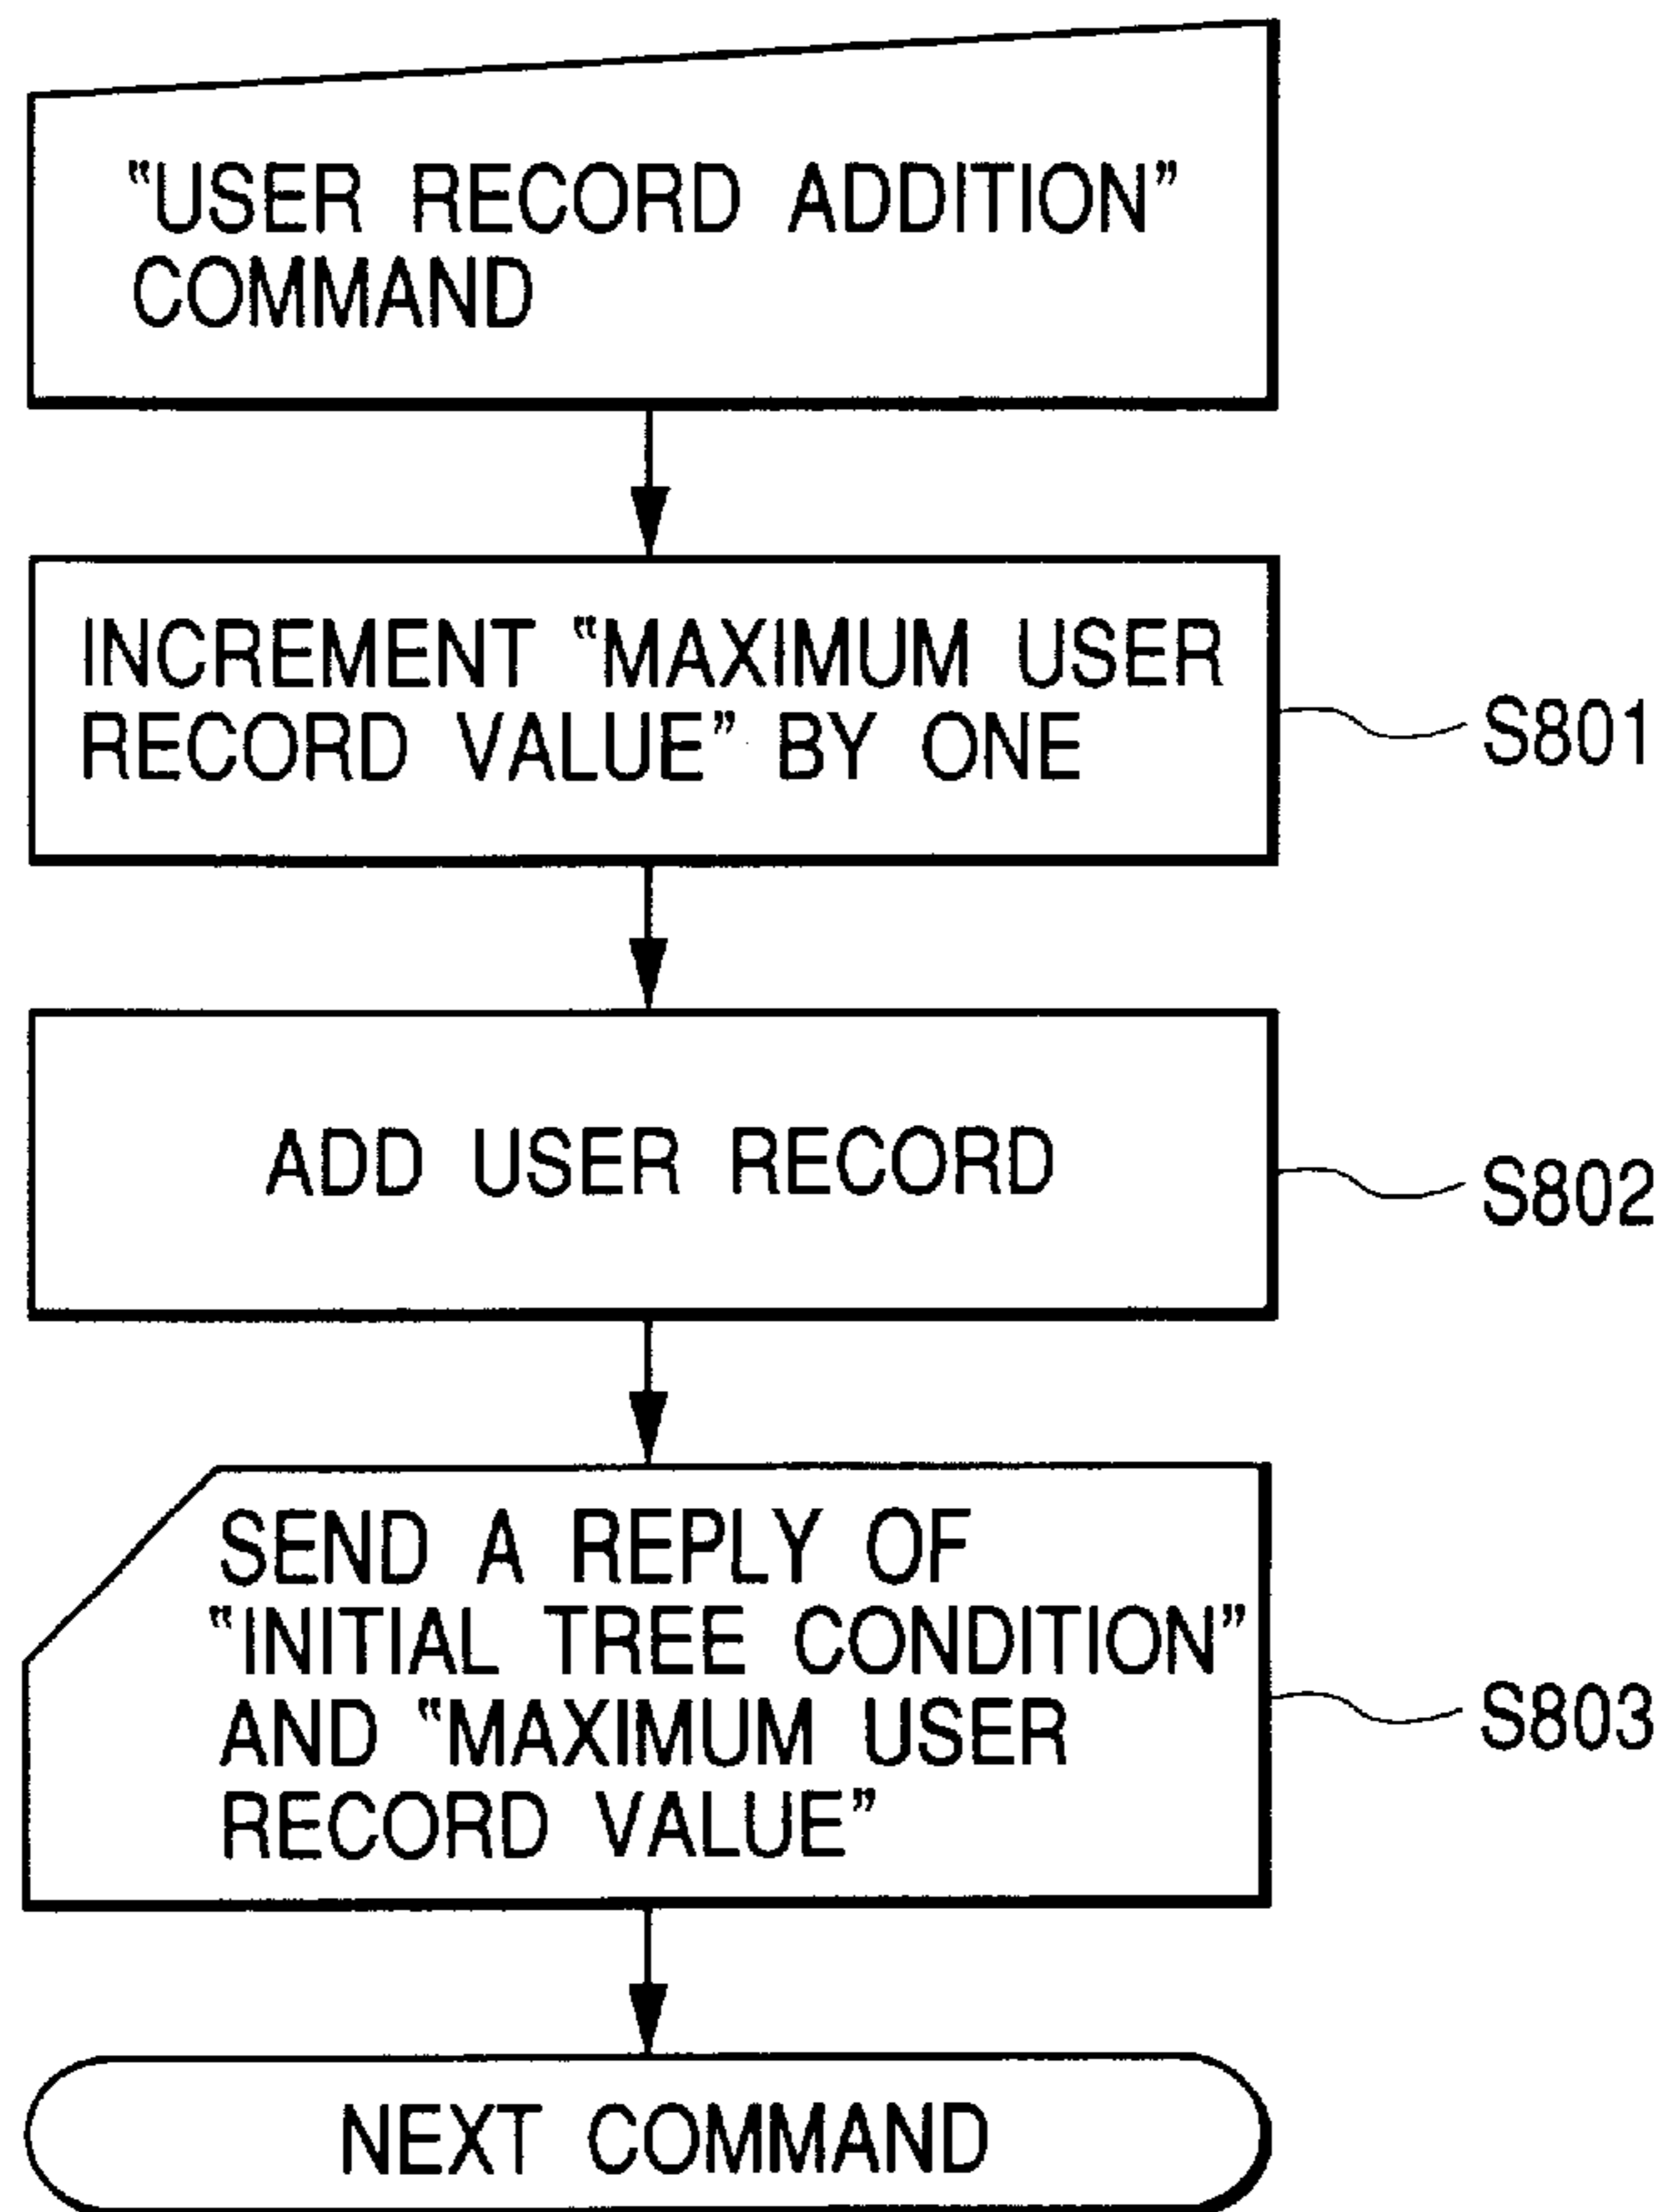 “USER RECORD ADDITION”
COMMAND
INCREMENT “MAXIMUM USER
RECORD VALUE” BY ONE
S801
ADD USER RECORD
S802
SEND A REPLY OF
“INITIAL TREE CONDITION”
AND “MAXIMUM USER
RECORD VALUE”
S803
NEXT COMMAND